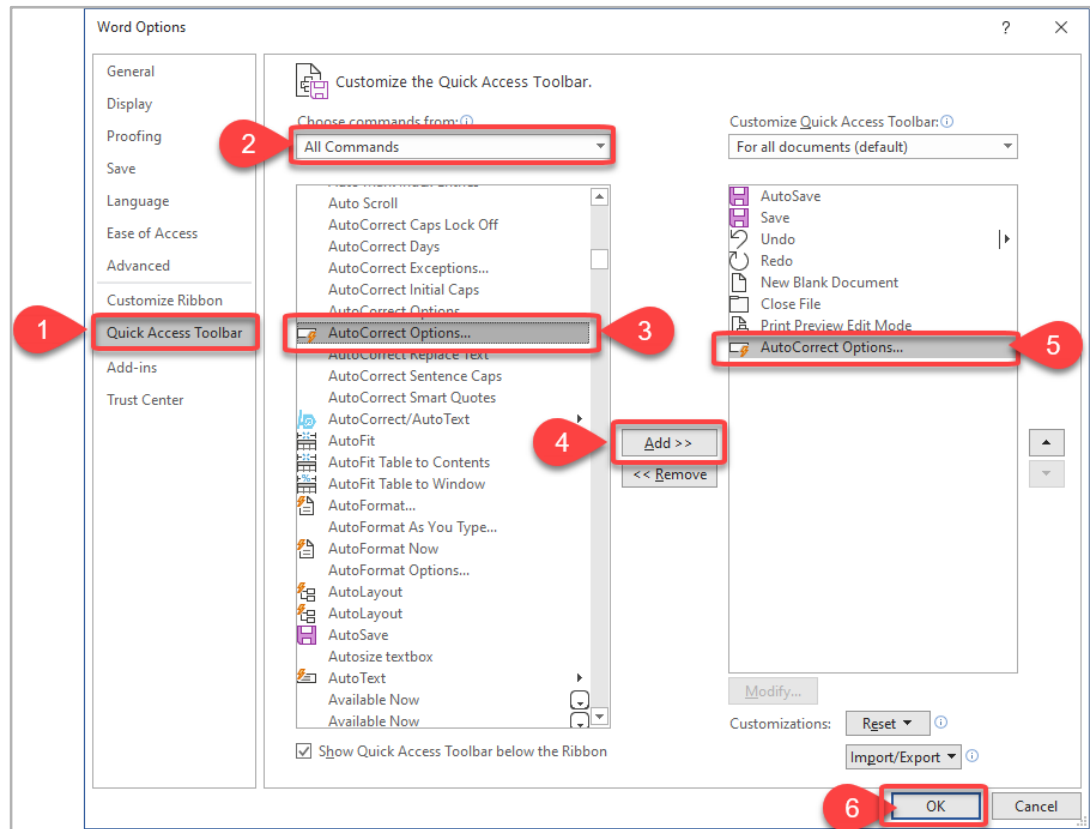 Word Options
?
General
Display
Proofing
Save
Language
Ease of Access
Advanced
Customize Ribbon
1
Quick Access Toolbar
Add-ins
Trust Center
Customize the Quick Access Toolbar.
Choose commands from:
2
All Commands
Auto Scroll
AutoCorrect Caps Lock Off
AutoCorrect Days
AutoCorrect Exceptions...
AutoCorrect Initial Caps
AutoCorrect Options
AutoCorrect Options...
3
AutoCorrect Replace Text
AutoCorrect Sentence Caps
AutoCorrect Smart Quotes
AutoCorrect/AutoText
AutoFit
AutoFit Table to Contents
AutoFit Table to Window
AutoFormat...
AutoFormat As You Type...
AutoFormat Now
AutoFormat Options...
AutoLayout
AutoLayout
AutoSave
Autosize textbox
AutoText
Available Now
Available Now
Show Quick Access Toolbar below the Ribbon
4
Add >>
<< Remove
Customize Quick Access Toolbar:
For all documents (default)
AutoSave
Save
Undo
Redo
New Blank Document
Close File
Print Preview Edit Mode
AutoCorrect Options...
5
Modify...
Customizations:
Reset
Import/Export
6
OK
Cancel